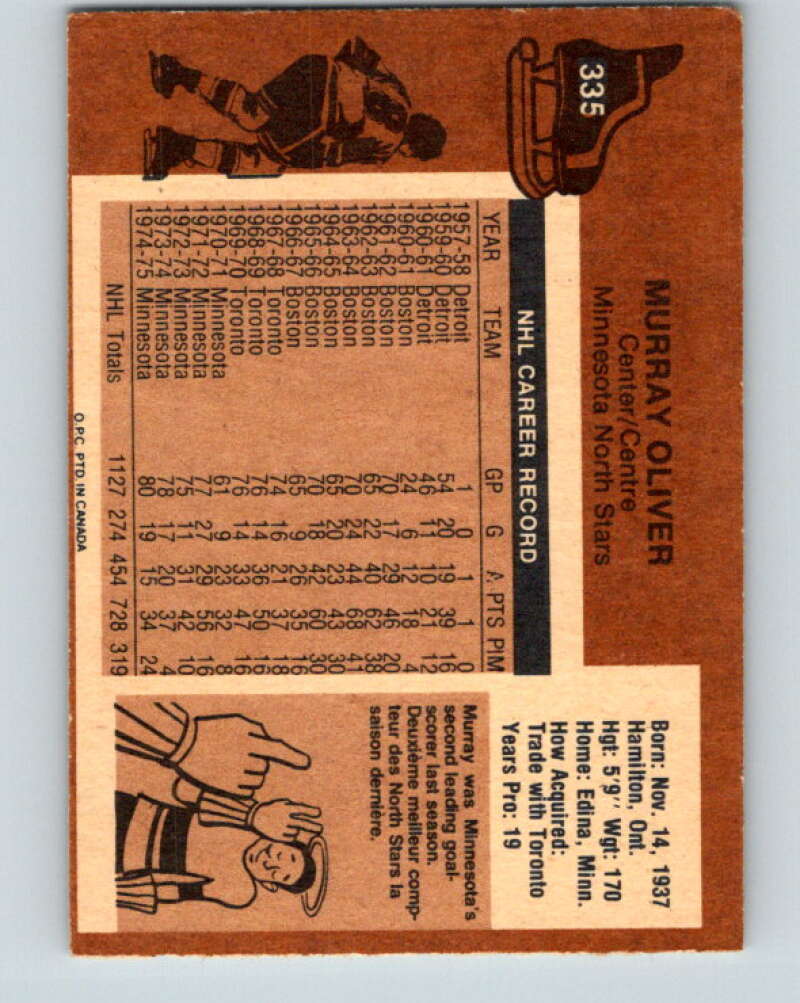 335
MURRAY OLIVER
Center/Centre
Minnesota North Stars
NHL CAREER RECORD
YEAR TEAM GP G A PTS PIM
1957-58 Detroit 1 0 1 1 0
1959-60 Detroit 54 20 19 39 16
1960-61 Detroit 46 11 10 21 12
1960-61 Boston 24 6 12 18 4
1961-62 Boston 70 17 29 46 20
1962-63 Boston 65 22 40 62 38
1963-64 Boston 70 24 44 68 41
1964-65 Boston 65 20 23 43 30
1965-66 Boston 70 18 42 60 30
1966-67 Boston 65 9 26 35 16
1967-68 Toronto 74 16 21 37 18
1968-69 Toronto 76 14 36 50 16
1969-70 Toronto 76 14 33 47 16
1970-71 Minnesota 61 9 23 32 8
1971-72 Minnesota 77 27 29 56 16
1972-73 Minnesota 75 11 31 42 10
1973-74 Minnesota 78 17 20 37 4
1974-75 Minnesota 80 19 15 34 24
NHL Totals 1127 274 454 728 319
O.P.C. PTD. IN CANADA
Born: Nov. 14, 1937
Hamilton, Ont.
Hgt: 5'9'' Wgt: 170
Home: Edina, Minn.
How Acquired:
Trade with Toronto
Years Pro: 19
Murray was Minnesota's
second leading goal-
scorer last season.
Deuxième meilleur comp-
teur des North Stars la
saison dernière.